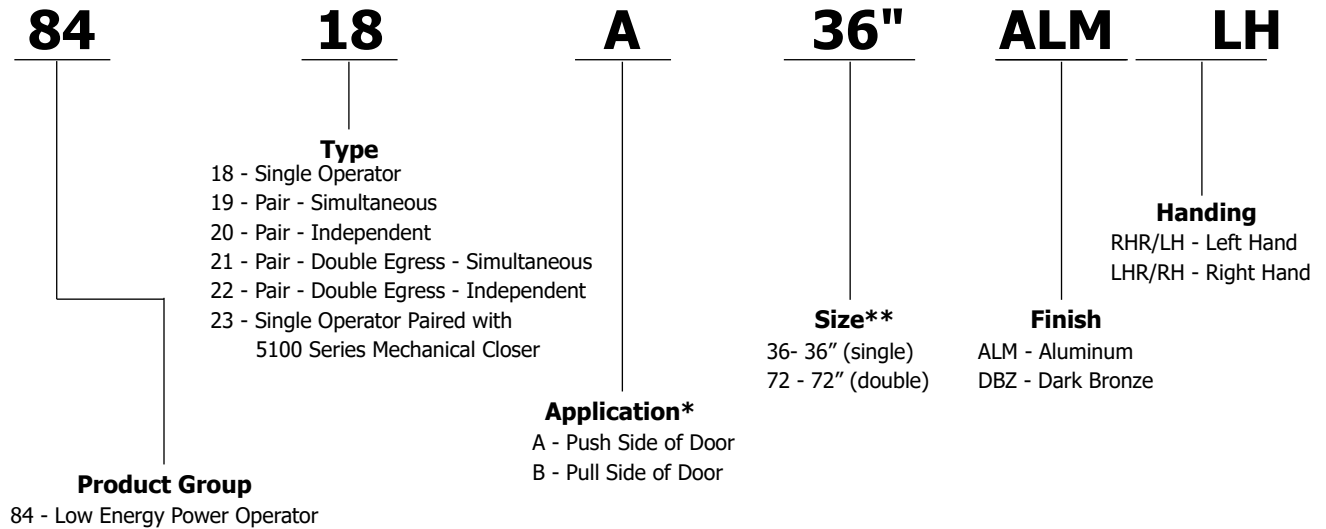 84 18 A 36" ALM LH
Type
18 - Single Operator
19 - Pair - Simultaneous
20 - Pair - Independent
21 - Pair - Double Egress - Simultaneous
22 - Pair - Double Egress - Independent
23 - Single Operator Paired with
5100 Series Mechanical Closer
Handing
RHR/LH - Left Hand
LHR/RH - Right Hand
Size**
36- 36” (single)
72 - 72” (double)
Finish
ALM - Aluminum
DBZ - Dark Bronze
Application*
A - Push Side of Door
B - Pull Side of Door
Product Group
84 - Low Energy Power Operator